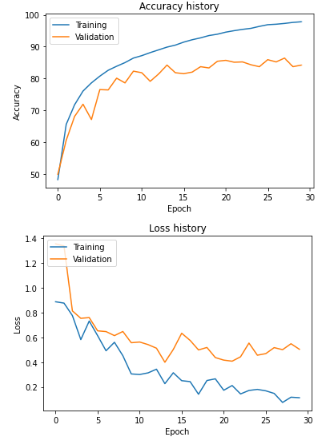 Accuracy history
100
90
80
70
60
50
Accuracy
Training
Validation
0 5 10 15 20 25 30
Epoch
Loss history
1.4
1.2
1.0
0.8
0.6
0.4
0.2
Loss
Training
Validation
0 5 10 15 20 25 30
Epoch